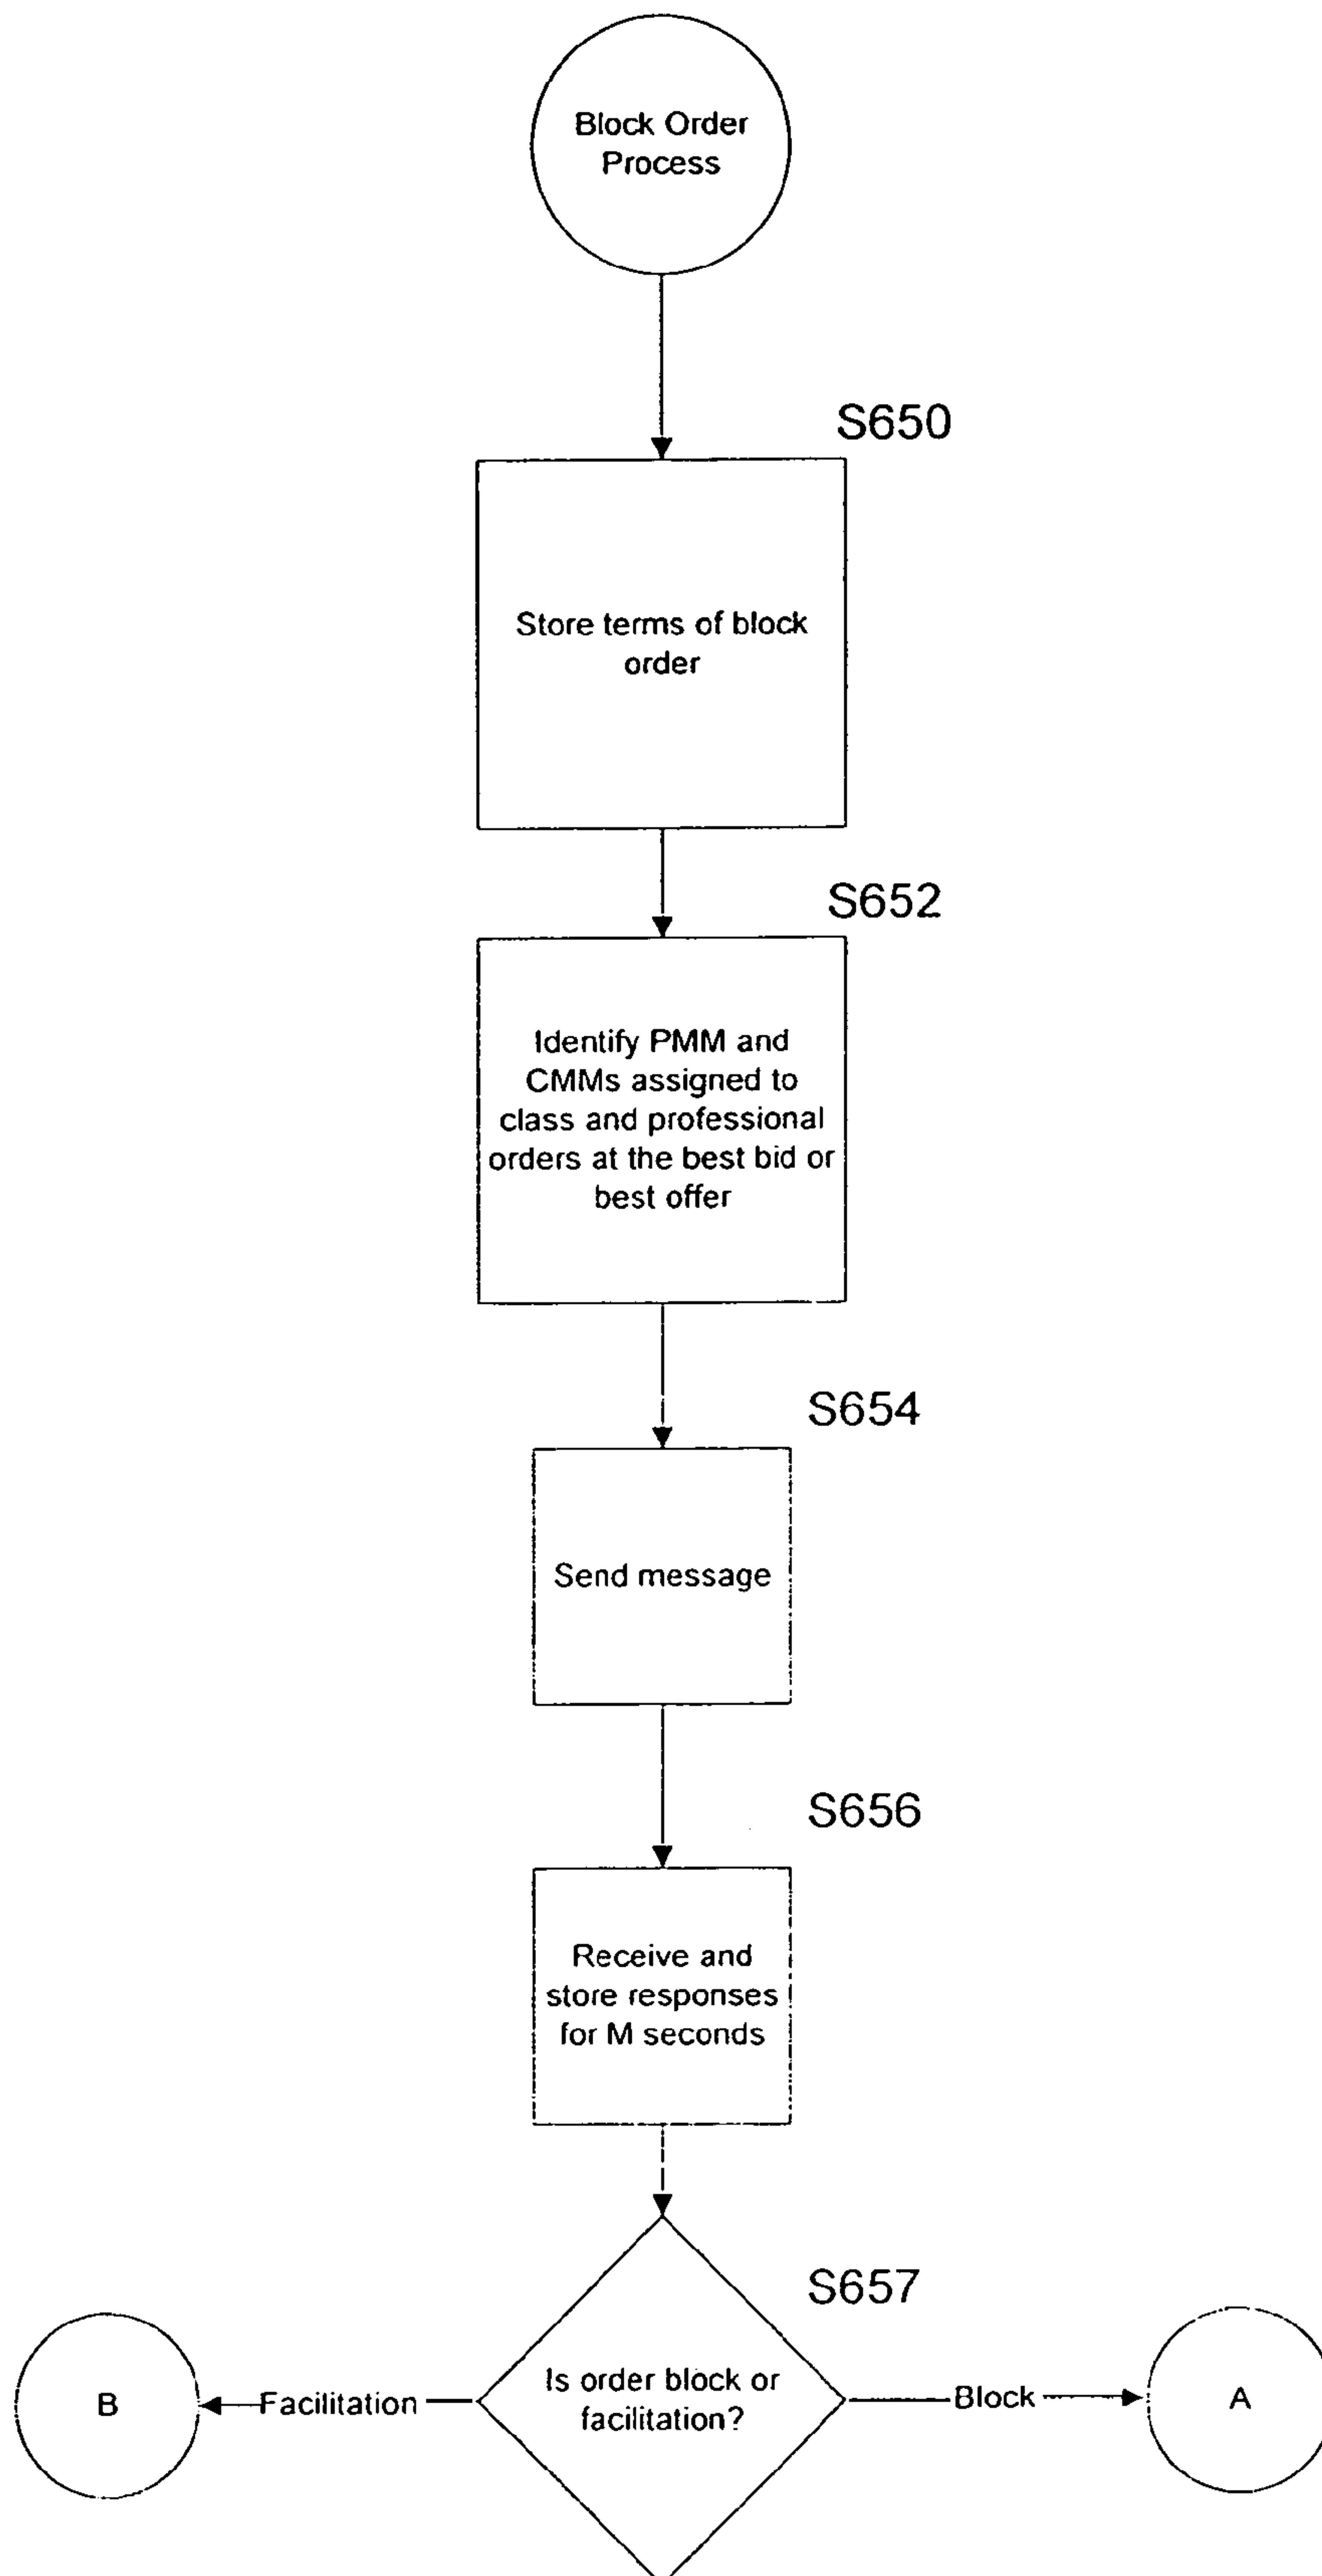 Block Order
Process
S650
Store terms of block
order
S652
Identify PMM and
CMMs assigned to
class and professional
orders at the best bid or
best offer
S654
Send message
S656
Receive and
store responses
for M seconds
S657
Is order block or
facilitation?
B
Facilitation
Block
A